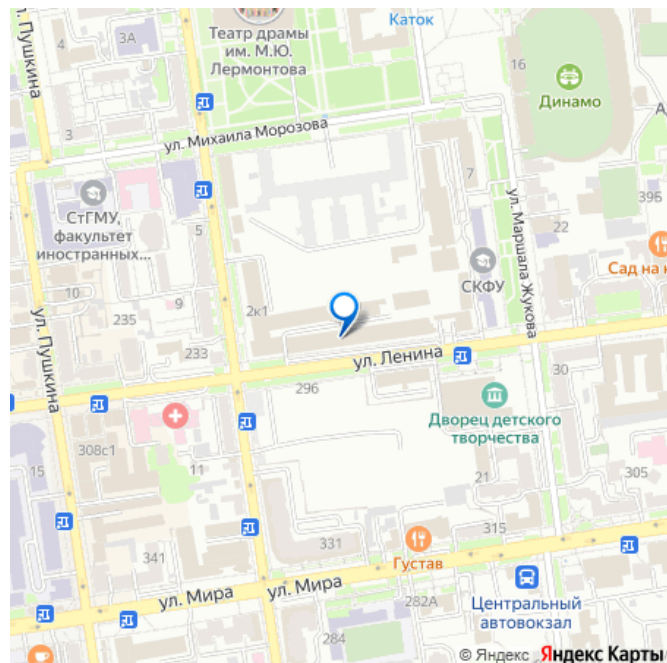 Каток
Театр драмы
им. М.Ю.
Лермонтова
16
Динамо
3А
ул. Пушкина
3
ул. Михаила Морозова
7
39Б
СтГМУ,
факультет
иностранных...
5
ул. Маршала Жукова
22
СКФУ
Сад на
10
9
235
2к1
ул. Пушкина
233
ул. Ленина
296
30
Дворец детского
творчества
308с1
15
11
21
305
315
331
341
Густав
ул. Мира
ул. Мира
282А
Центральный
автовокзал
284
© Яндекс Яндекс Карты